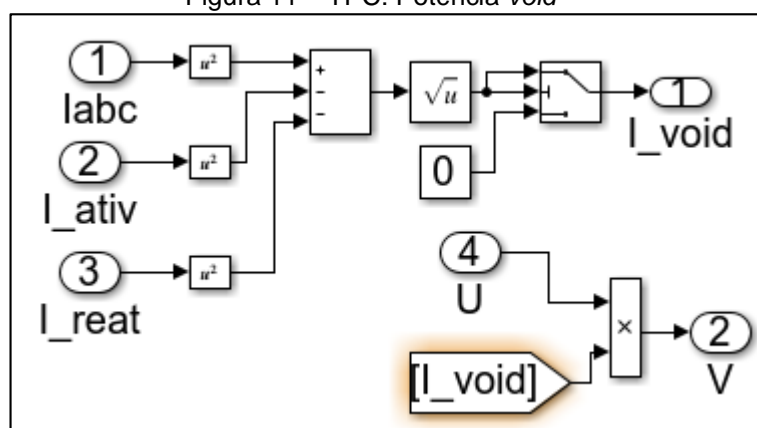 Figura 11 – TPC: Potência void
1
Iabc
u²
+
−
−
√u
1
I_void
2
I_ativ
u²
0
3
I_reat
u²
4
U
×
2
V
[I_void]